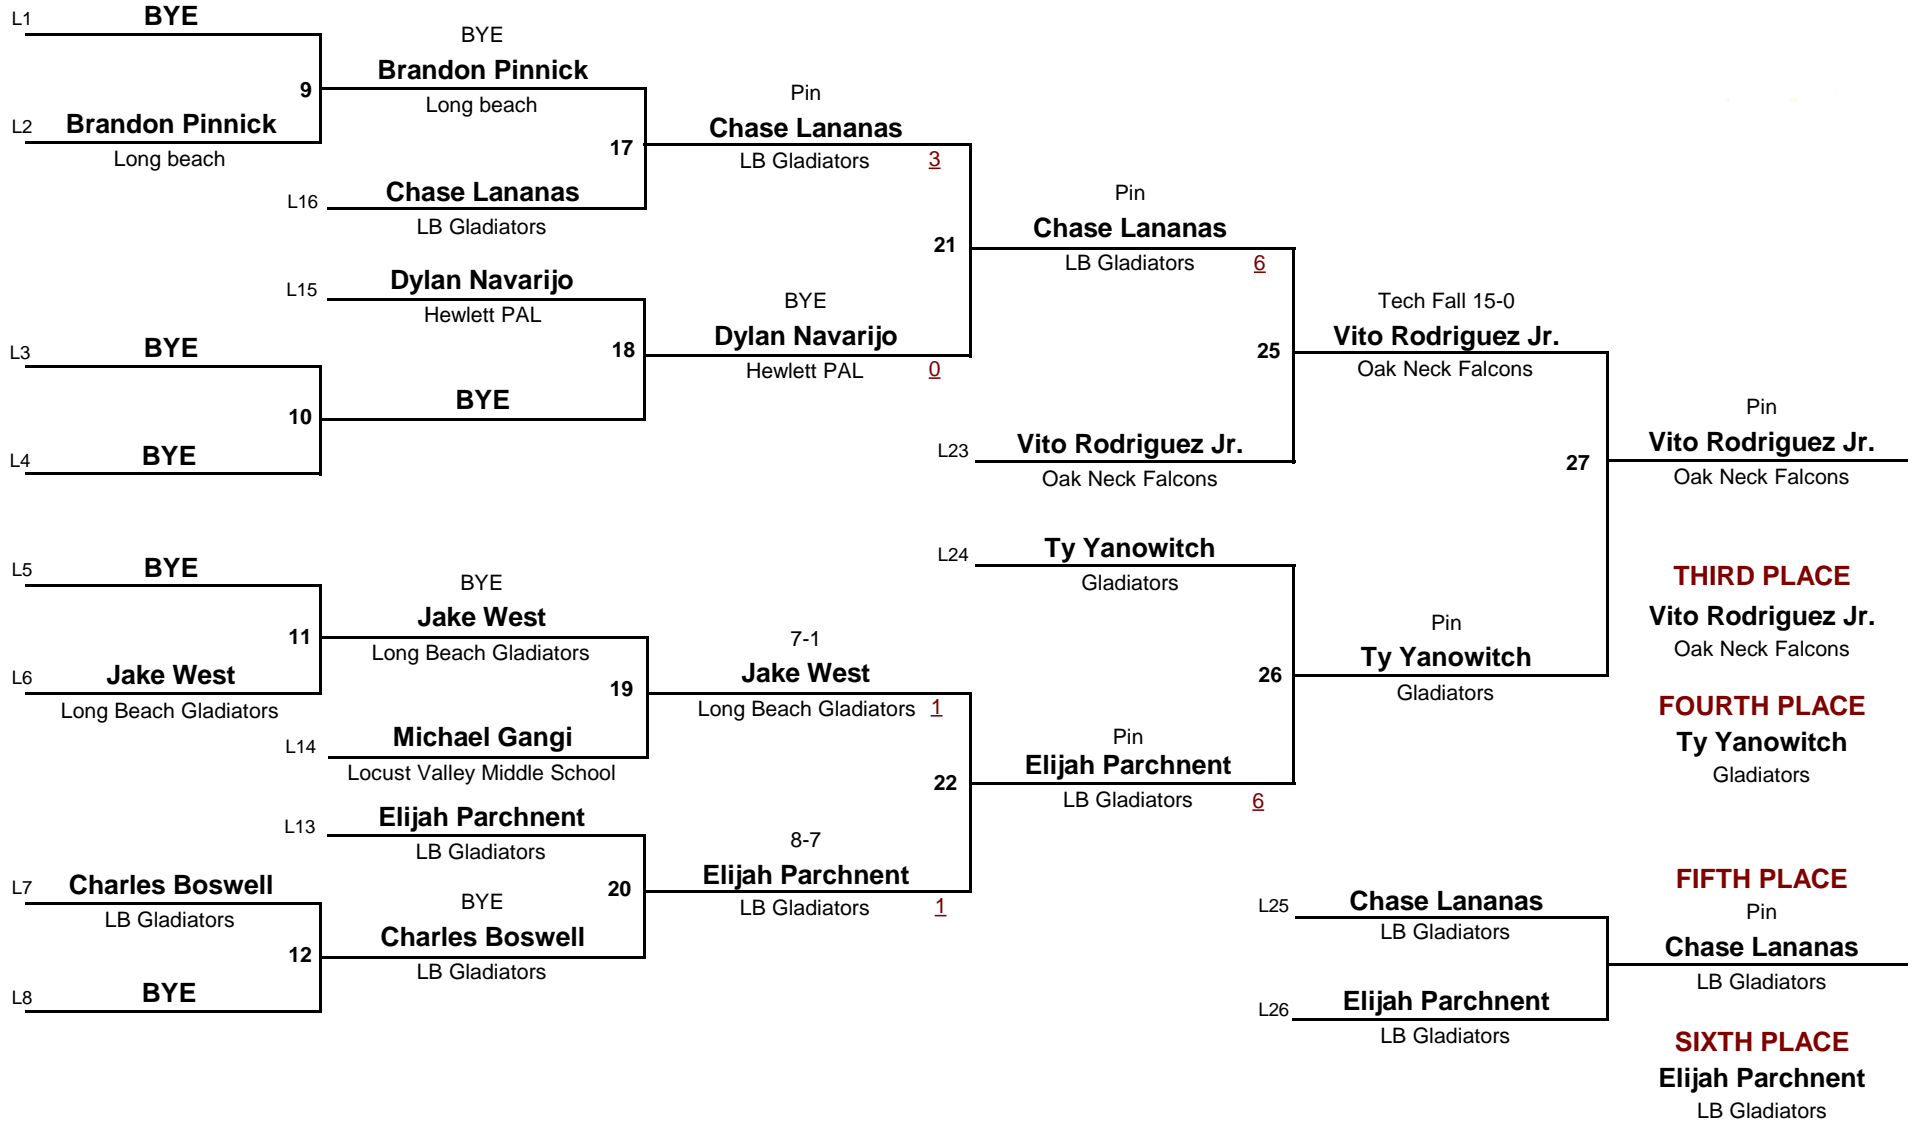 L1 BYE
BYE
Brandon Pinnick
9
Long beach
L2 Brandon Pinnick
Long beach
Pin
Chase Lananas
17
LB Gladiators 3
L16 Chase Lananas
LB Gladiators
Pin
Chase Lananas
21
LB Gladiators 6
L15 Dylan Navarijo
Hewlett PAL
BYE
Dylan Navarijo
18
Hewlett PAL 0
L3 BYE
10
BYE
L4 BYE
Tech Fall 15-0
Vito Rodriguez Jr.
25
Oak Neck Falcons
L23 Vito Rodriguez Jr.
Oak Neck Falcons
Pin
Vito Rodriguez Jr.
27
Oak Neck Falcons
L24 Ty Yanowitch
Gladiators
L5 BYE
BYE
Jake West
11
Long Beach Gladiators
L6 Jake West
Long Beach Gladiators
7-1
Jake West
19
Long Beach Gladiators 1
L14 Michael Gangi
Locust Valley Middle School
Pin
Ty Yanowitch
26
Gladiators
THIRD PLACE
Vito Rodriguez Jr.
Oak Neck Falcons
FOURTH PLACE
Ty Yanowitch
Gladiators
Pin
Elijah Parchnent
22
LB Gladiators 6
L13 Elijah Parchnent
LB Gladiators
8-7
Elijah Parchnent
20
LB Gladiators 1
L7 Charles Boswell
LB Gladiators
BYE
Charles Boswell
12
LB Gladiators
L8 BYE
L25 Chase Lananas
LB Gladiators
FIFTH PLACE
Pin
Chase Lananas
LB Gladiators
L26 Elijah Parchnent
LB Gladiators
SIXTH PLACE
Elijah Parchnent
LB Gladiators